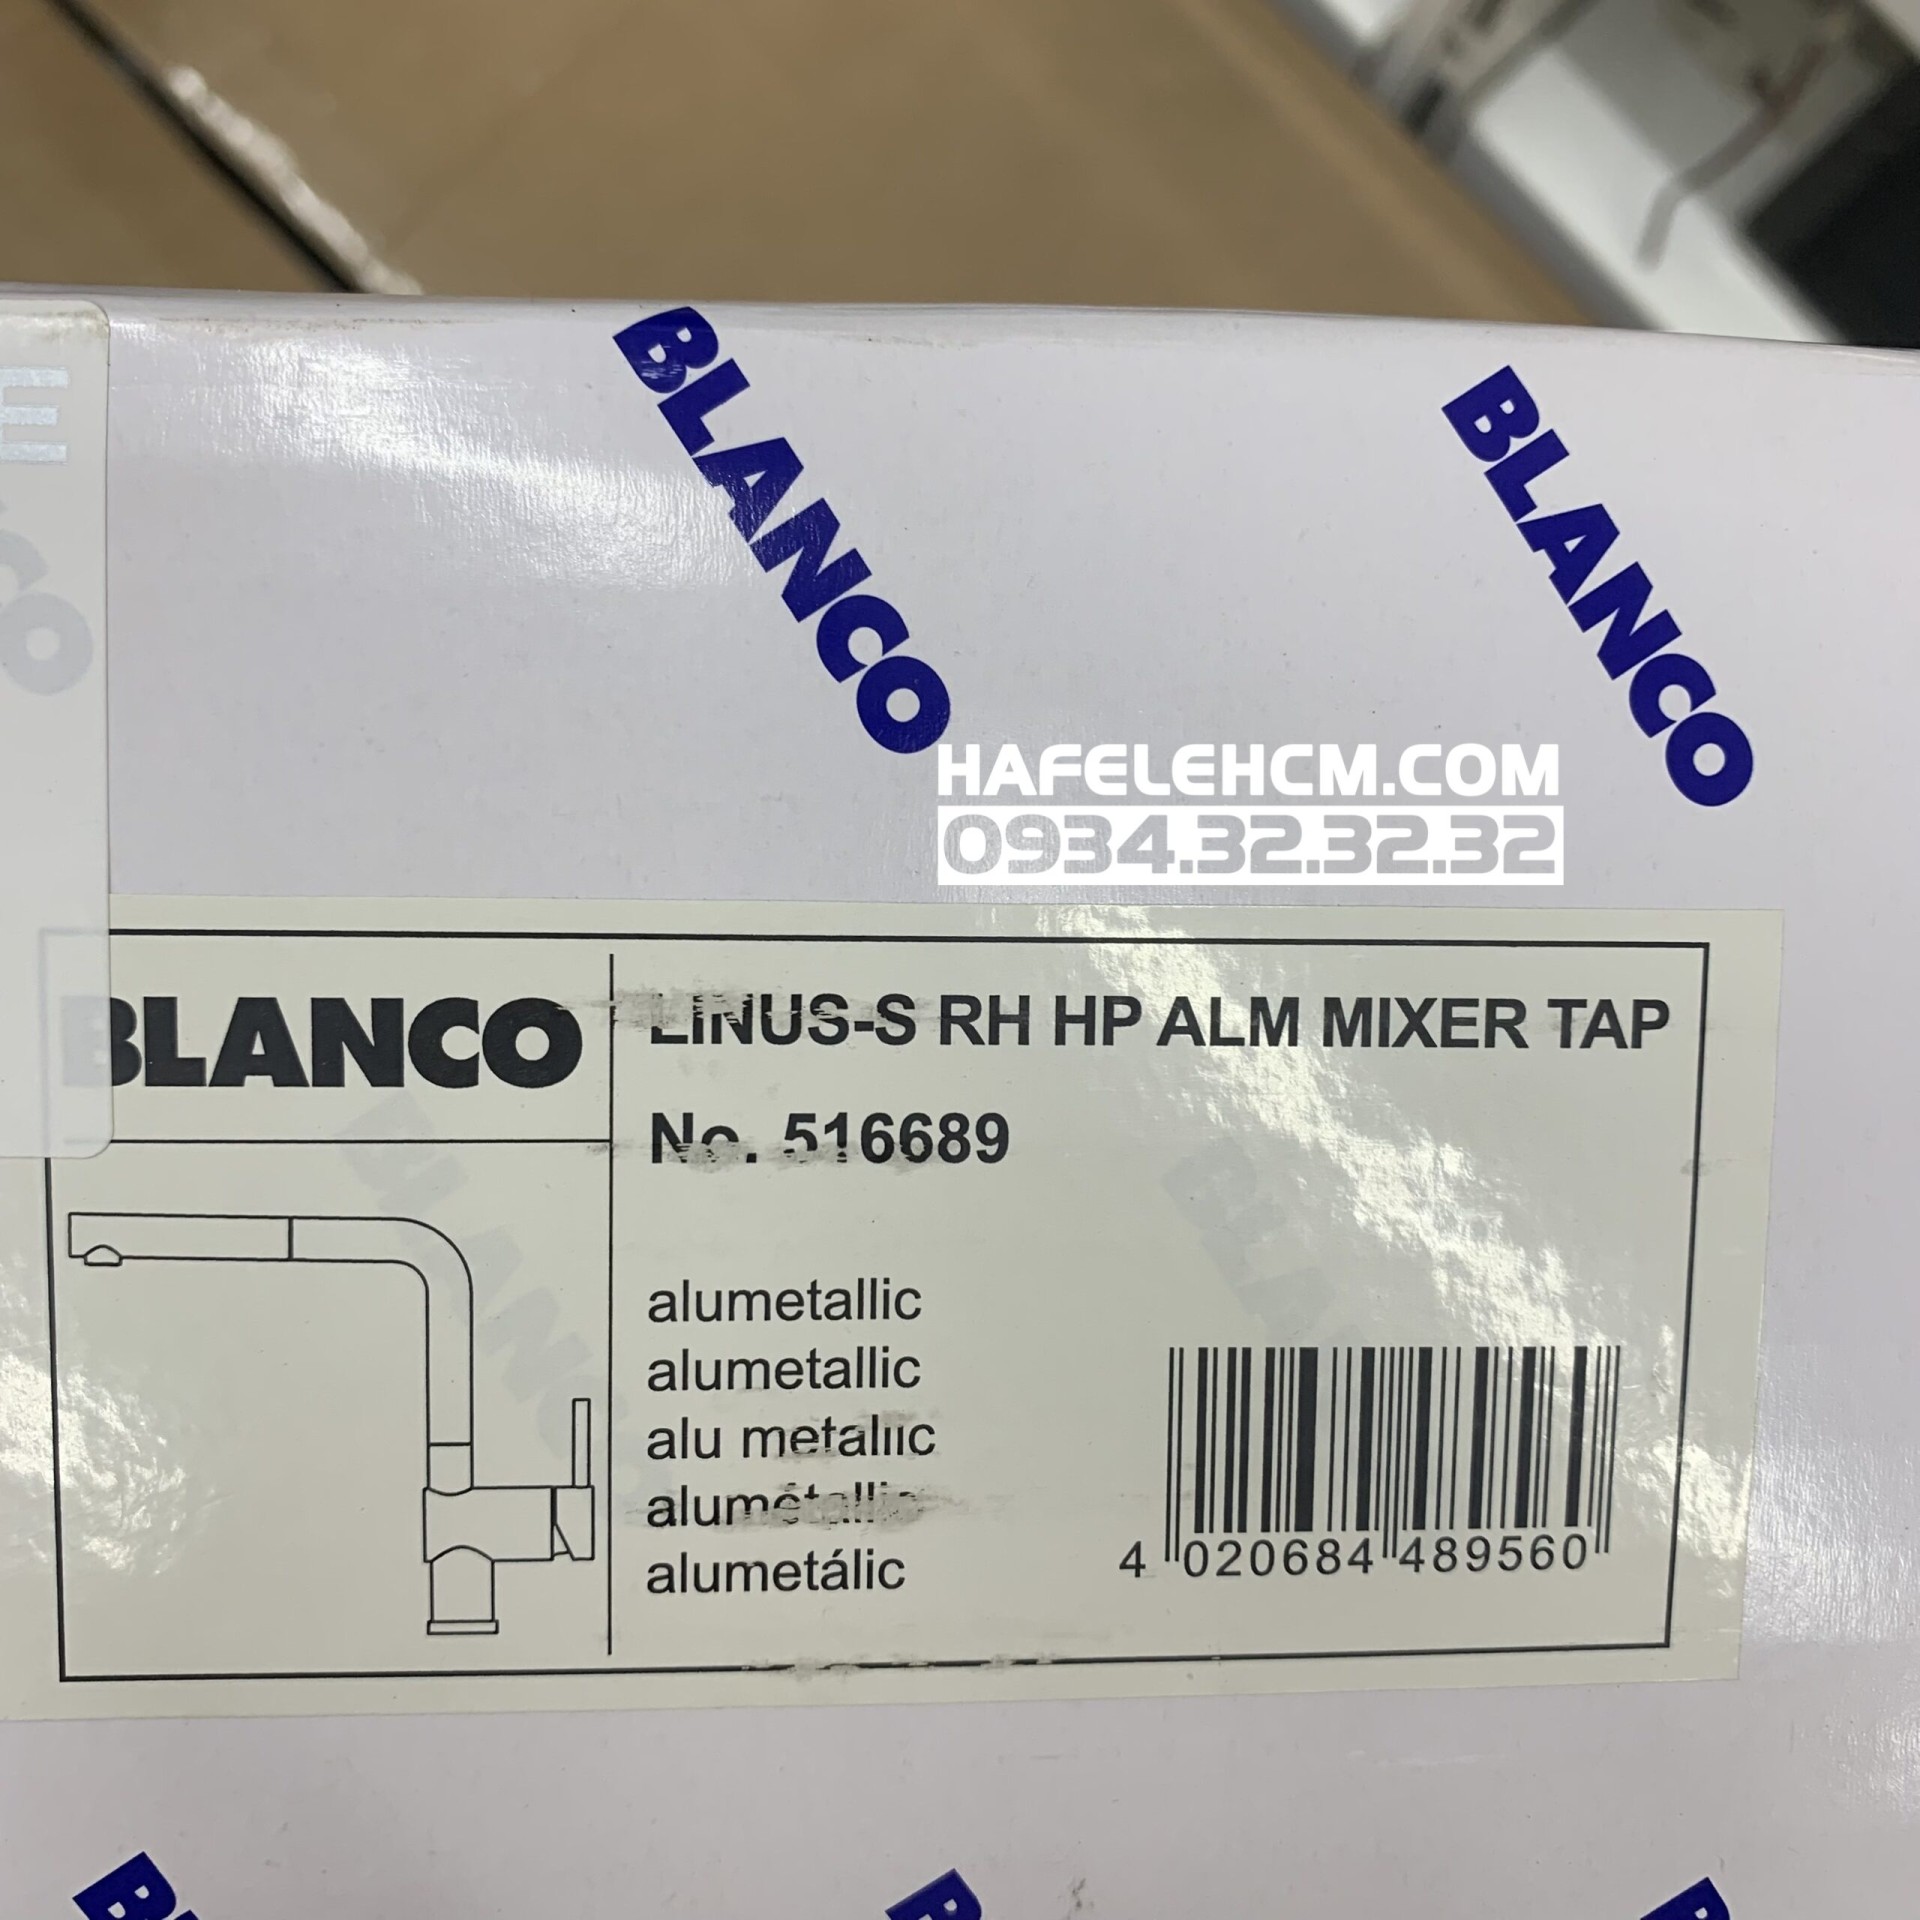 BLANCO
BLANCO
HAFELEHCM.COM
0934.32.32.32
BLANCO
LINUS-S RH HP ALM MIXER TAP
No. 516689
alumetallic
alumetallic
alu metallic
alumétallic
alumetálic
4 020684 489560